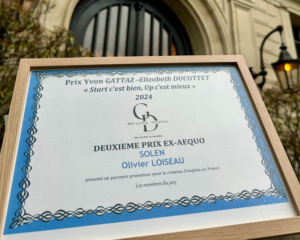 Prix Yvon GATTAZ –Elizabeth DUCOTTET
« Start c'est bien, Up c'est mieux »
2024
DEUXIEME PRIX EX-AEQUO
SOLEN
Olivier LOISEAU
présente un parcours prometteur pour la création d'emplois en France
Les membres du jury